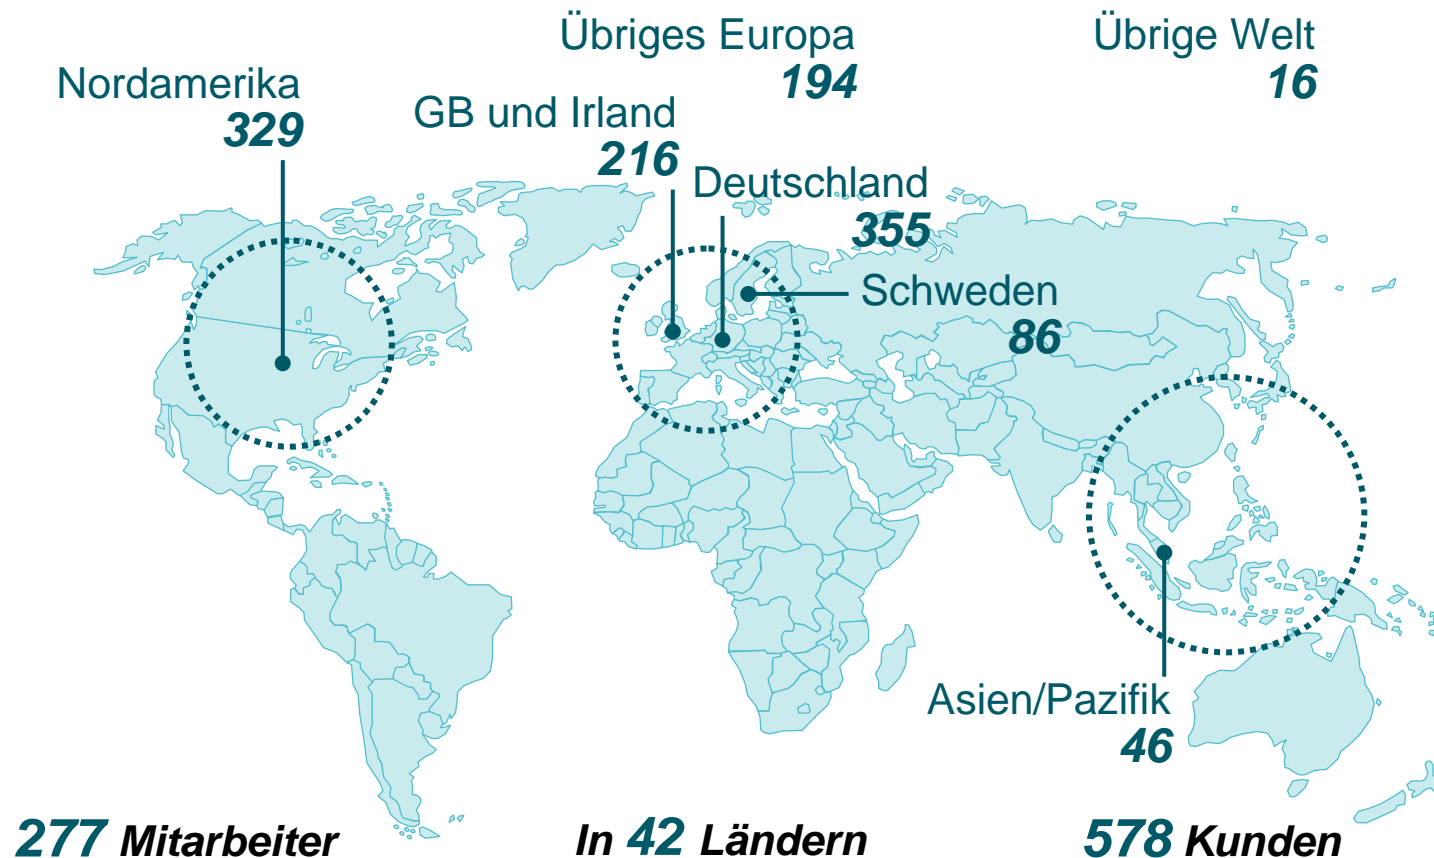 Übriges Europa
194
Übrige Welt
16
Nordamerika
329
GB und Irland
216
Deutschland
355
Schweden
86
Asien/Pazifik
46
277 Mitarbeiter
In 42 Ländern
578 Kunden